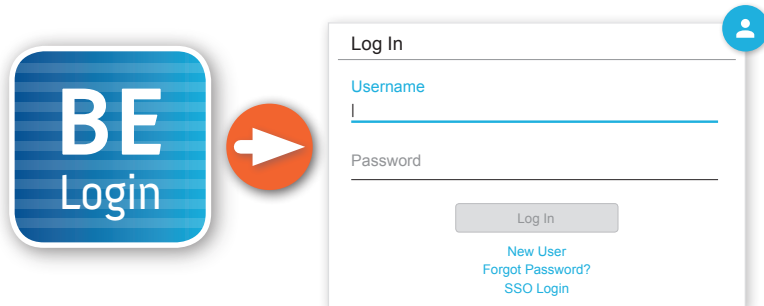 BE
Login
Log In
Username
Password
Log In
New User
Forgot Password?
SSO Login